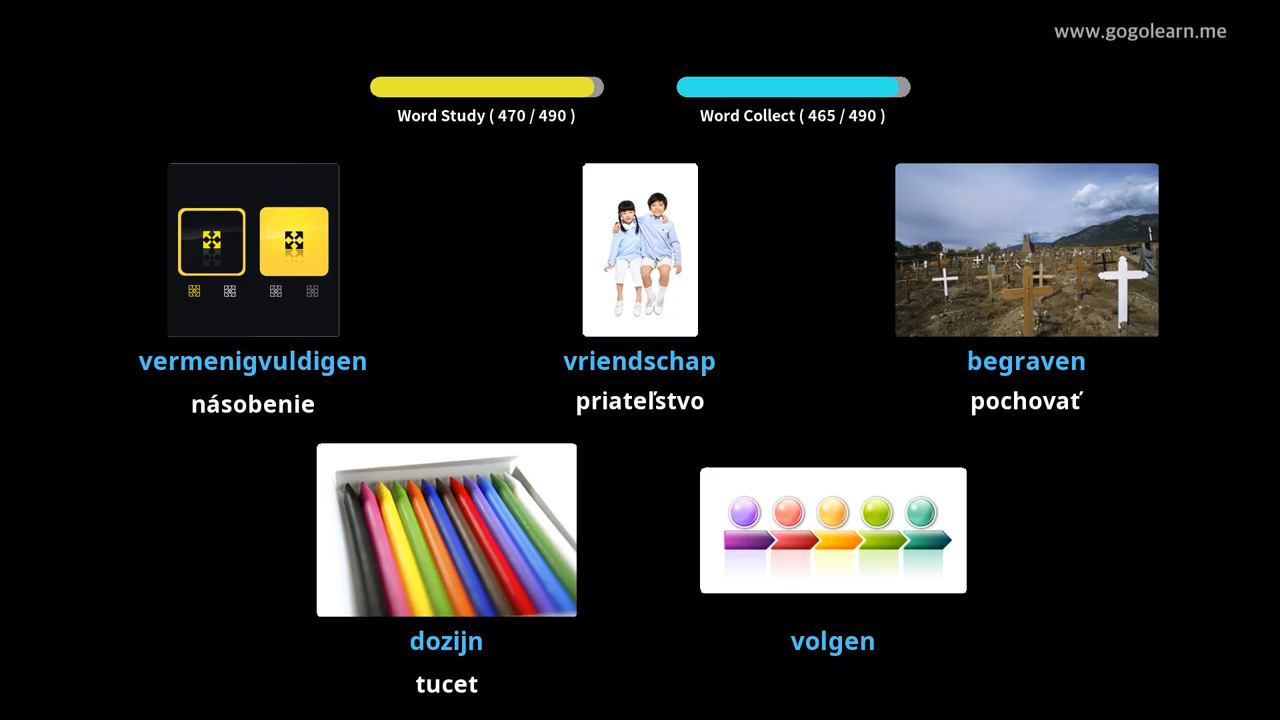 www.gogolearn.me
Word Study ( 470 / 490 )
Word Collect ( 465 / 490 )
vermenigvuldigen
násobenie
vriendschap
priateľstvo
begraven
pochovať
dozijn
tucet
volgen